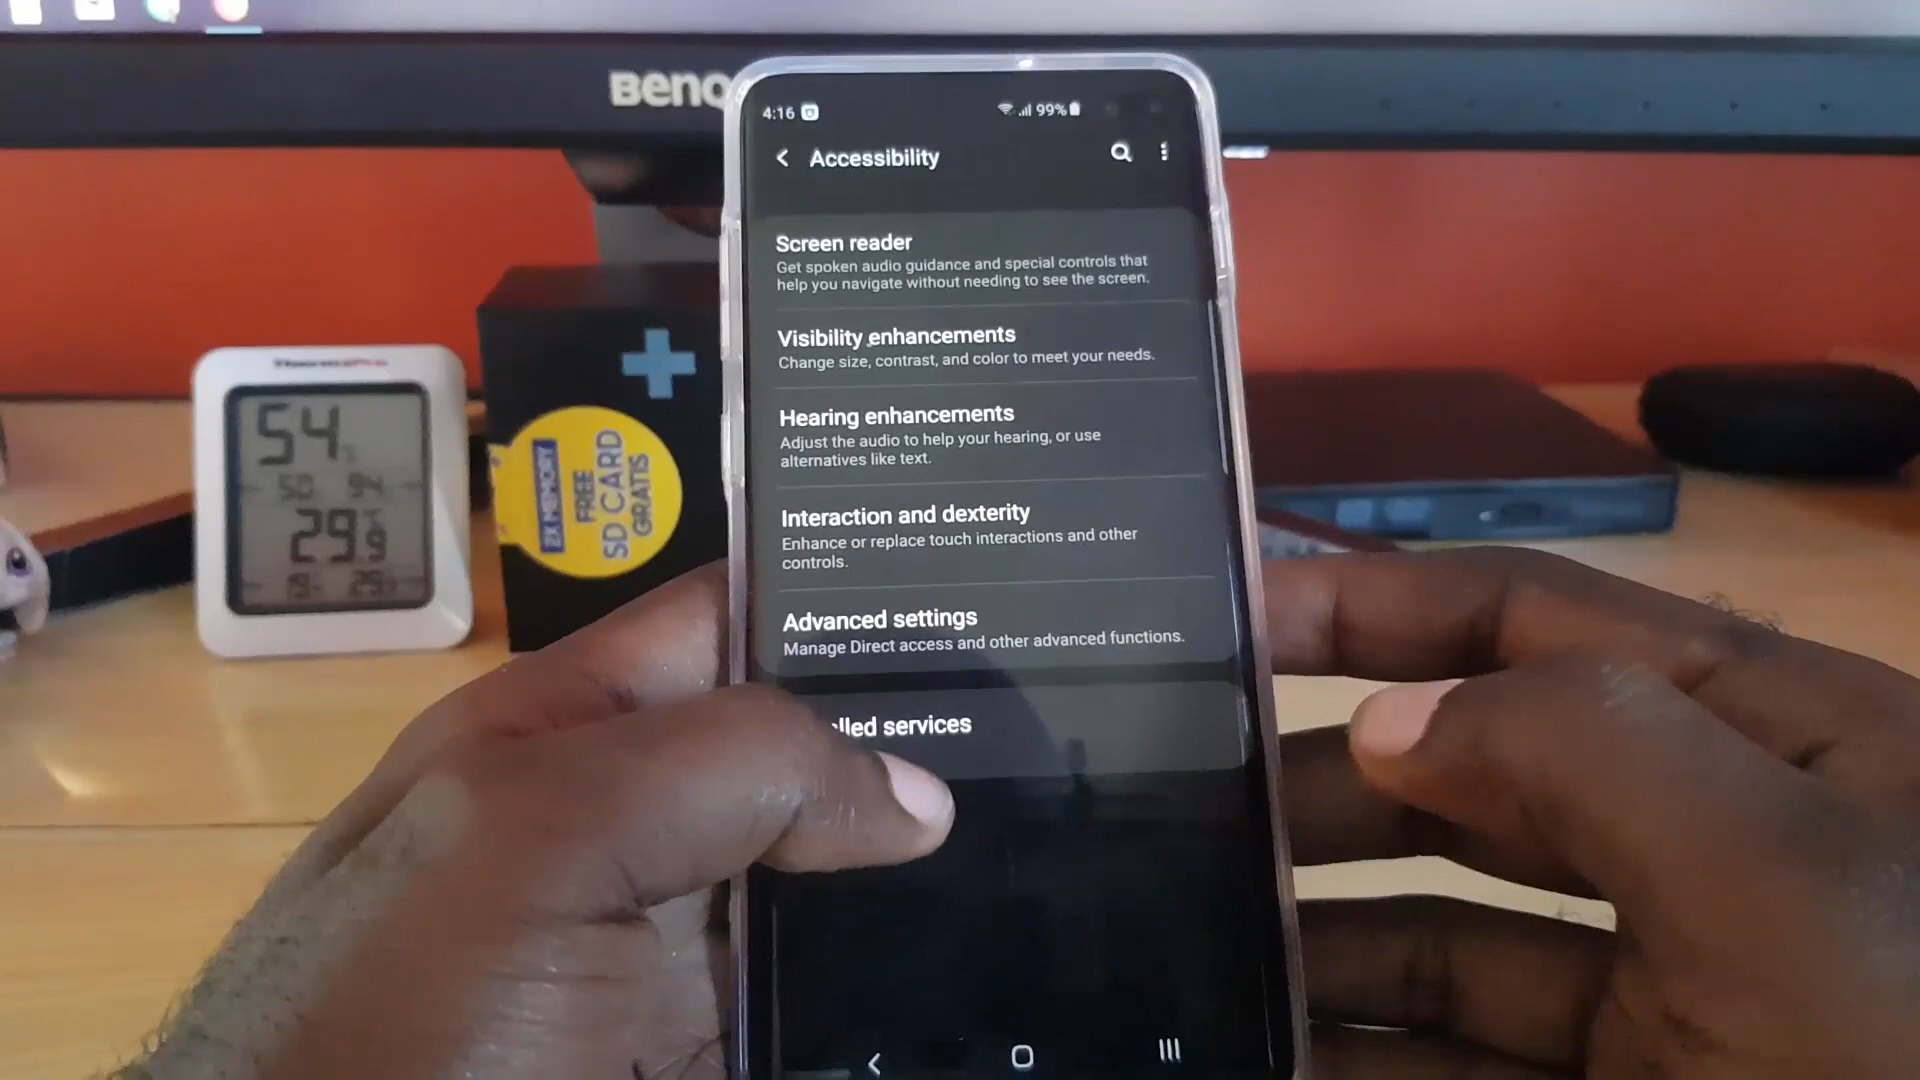 BenQ
4:16
99%
Accessibility
Screen reader
Get spoken audio guidance and special controls that
help you navigate without needing to see the screen.
Visibility enhancements
Change size, contrast, and color to meet your needs.
Hearing enhancements
Adjust the audio to help your hearing, or use
alternatives like text.
Interaction and dexterity
Enhance or replace touch interactions and other
controls.
Advanced settings
Manage Direct access and other advanced functions.
lled services
ThermoPro
54
29
2X MEMORY
FREE
SD CARD
GRATIS